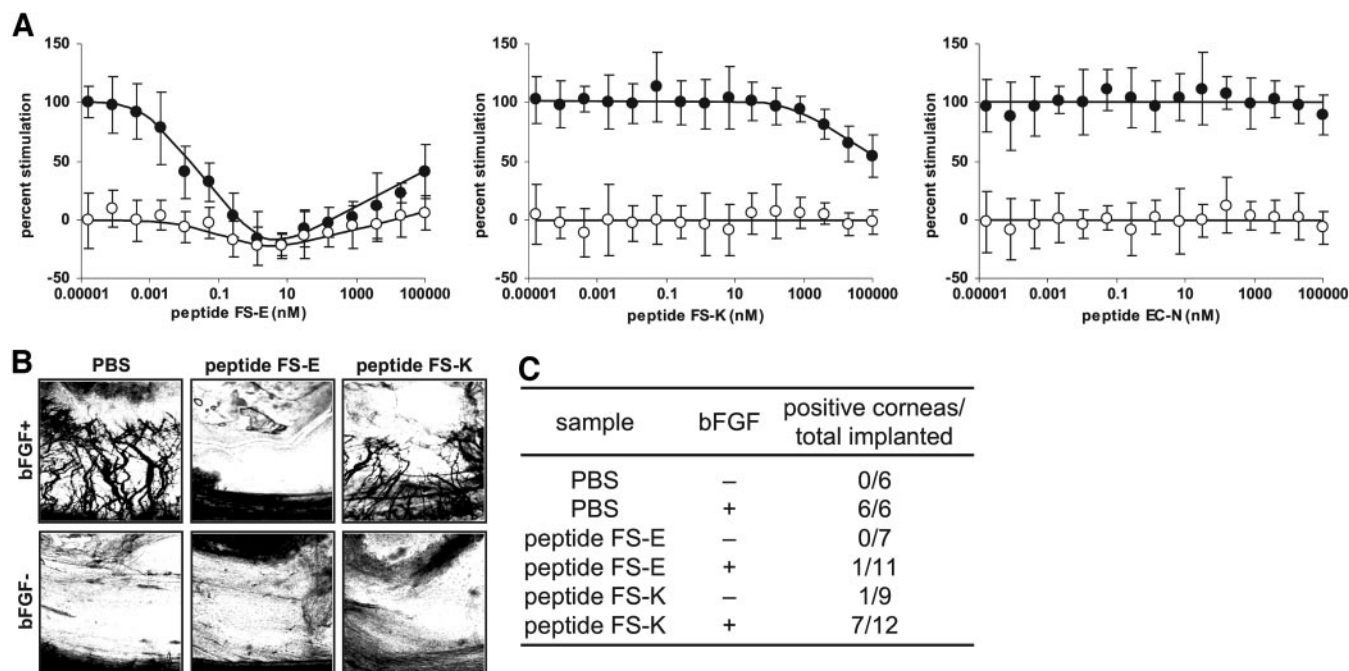 A
150
100
50
0
-50
percent stimulation
0.00001 0.001 0.1 10 1000 100000
peptide FS-E (nM)
150
100
50
0
-50
percent stimulation
0.00001 0.001 0.1 10 1000 100000
peptide FS-K (nM)
150
100
50
0
-50
percent stimulation
0.00001 0.001 0.1 10 1000 100000
peptide EC-N (nM)
B
PBS peptide FS-E peptide FS-K
bFGF+
bFGF-
C
sample bFGF positive corneas/
total implanted
PBS – 0/6
PBS + 6/6
peptide FS-E – 0/7
peptide FS-E + 1/11
peptide FS-K – 1/9
peptide FS-K + 7/12